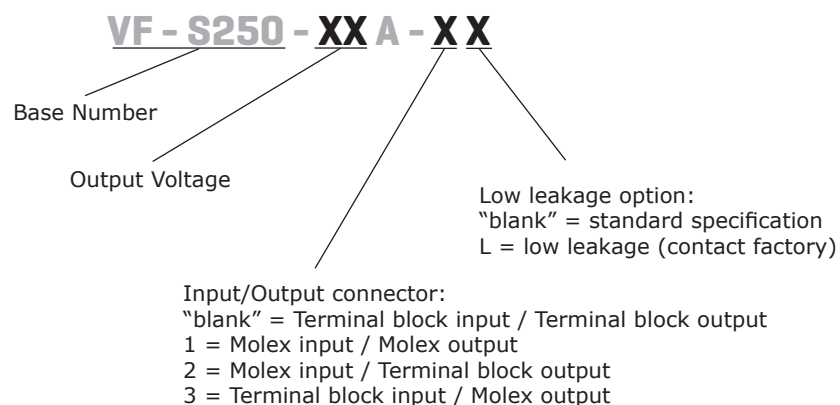 VF - S250 - XX A - X X
Base Number
Output Voltage
Low leakage option:
“blank” = standard specification
L = low leakage (contact factory)
Input/Output connector:
“blank” = Terminal block input / Terminal block output
1 = Molex input / Molex output
2 = Molex input / Terminal block output
3 = Terminal block input / Molex output